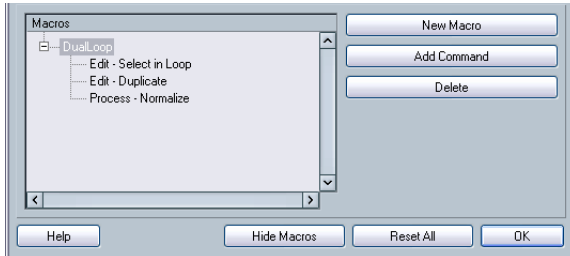 Macros
DualLoop
Edit - Select in Loop
Edit - Duplicate
Process - Normalize
New Macro
Add Command
Delete
Help
Hide Macros
Reset All
OK